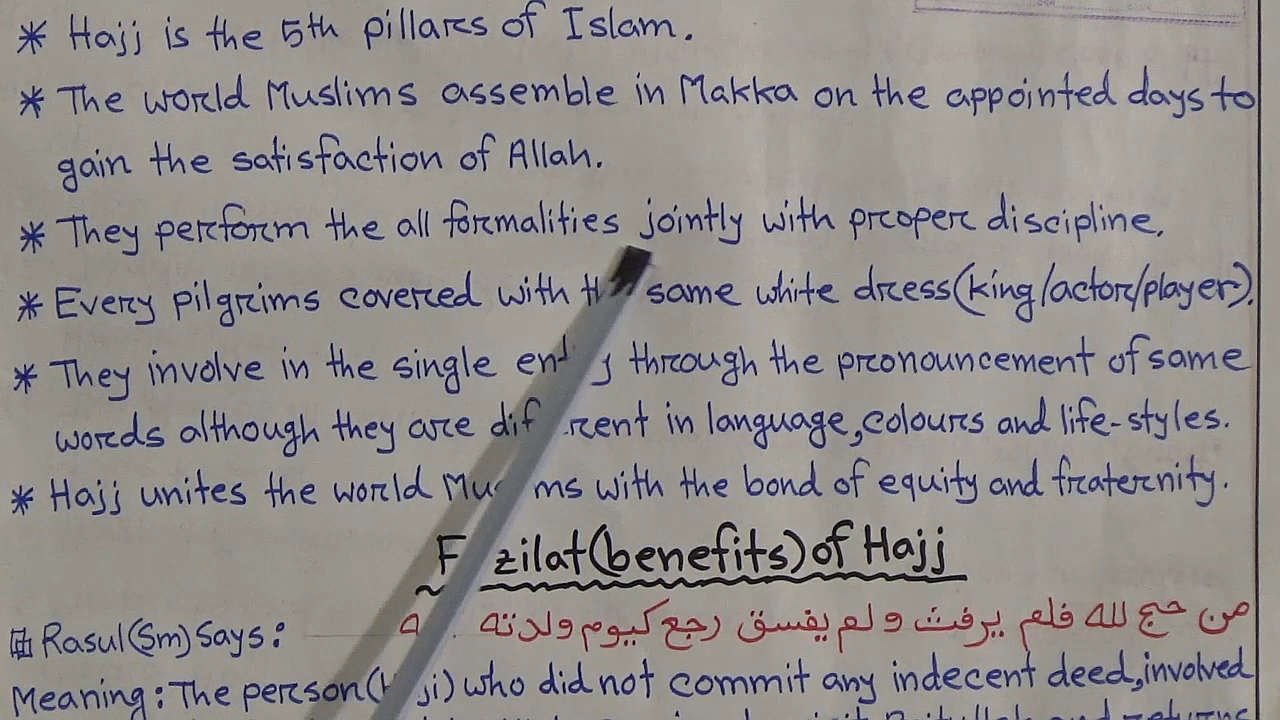 * Hajj is the 5th pillars of Islam.
* The world Muslims assemble in Makka on the appointed days to
gain the satisfaction of Allah.
* They perform the all formalities jointly with proper discipline.
* Every pilgrims covered with the same white dress(king/actor/player).
* They involve in the single through the pronouncement of same
words although they are different in language,colours and life-styles.
* Hajj unites the world Muslims with the bond of equity and fraternity.
Fazilat(benefits)of Hajj
Rasul(Sm)Says: من حج لله فلم يرفث ولم يفسق رجع كيوم ولدته
Meaning:The person(Haji) who did not commit any indecent deed,involved